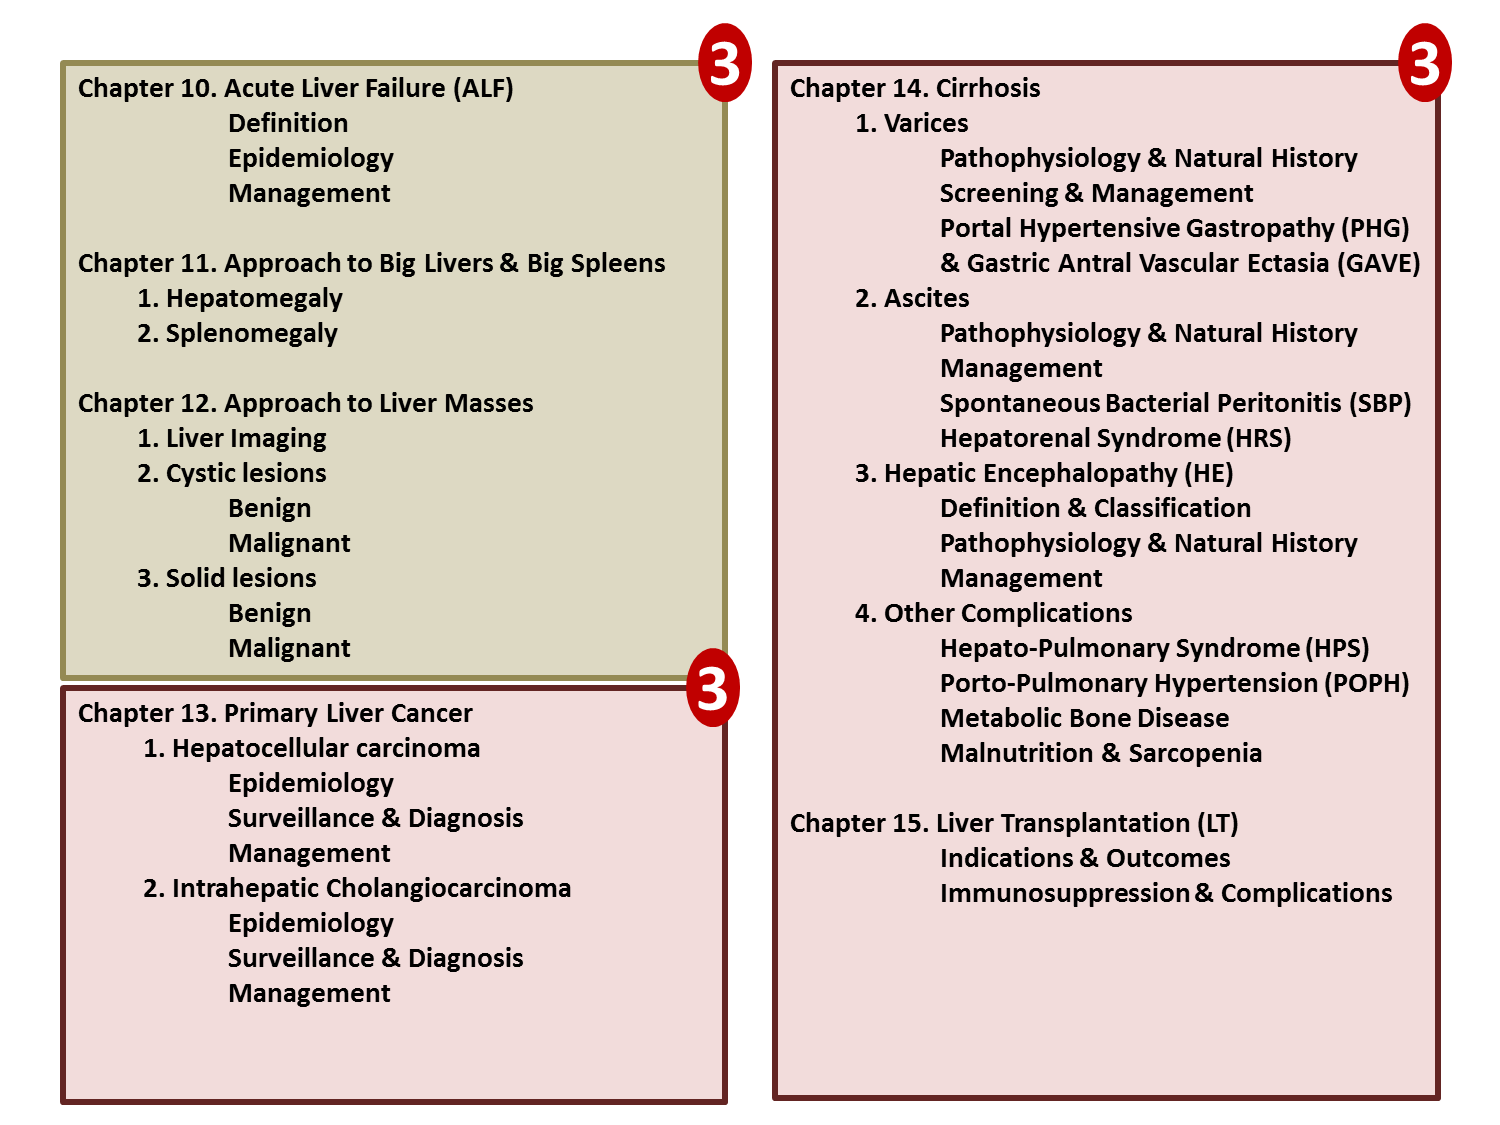 3
Chapter 10. Acute Liver Failure (ALF)
Definition
Epidemiology
Management
Chapter 11. Approach to Big Livers & Big Spleens
1. Hepatomegaly
2. Splenomegaly
Chapter 12. Approach to Liver Masses
1. Liver Imaging
2. Cystic lesions
Benign
Malignant
3. Solid lesions
Benign
Malignant
3
Chapter 13. Primary Liver Cancer
1. Hepatocellular carcinoma
Epidemiology
Surveillance & Diagnosis
Management
2. Intrahepatic Cholangiocarcinoma
Epidemiology
Surveillance & Diagnosis
Management
3
Chapter 14. Cirrhosis
1. Varices
Pathophysiology & Natural History
Screening & Management
Portal Hypertensive Gastropathy (PHG)
& Gastric Antral Vascular Ectasia (GAVE)
2. Ascites
Pathophysiology & Natural History
Management
Spontaneous Bacterial Peritonitis (SBP)
Hepatorenal Syndrome (HRS)
3. Hepatic Encephalopathy (HE)
Definition & Classification
Pathophysiology & Natural History
Management
4. Other Complications
Hepato-Pulmonary Syndrome (HPS)
Porto-Pulmonary Hypertension (POPH)
Metabolic Bone Disease
Malnutrition & Sarcopenia
Chapter 15. Liver Transplantation (LT)
Indications & Outcomes
Immunosuppression & Complications